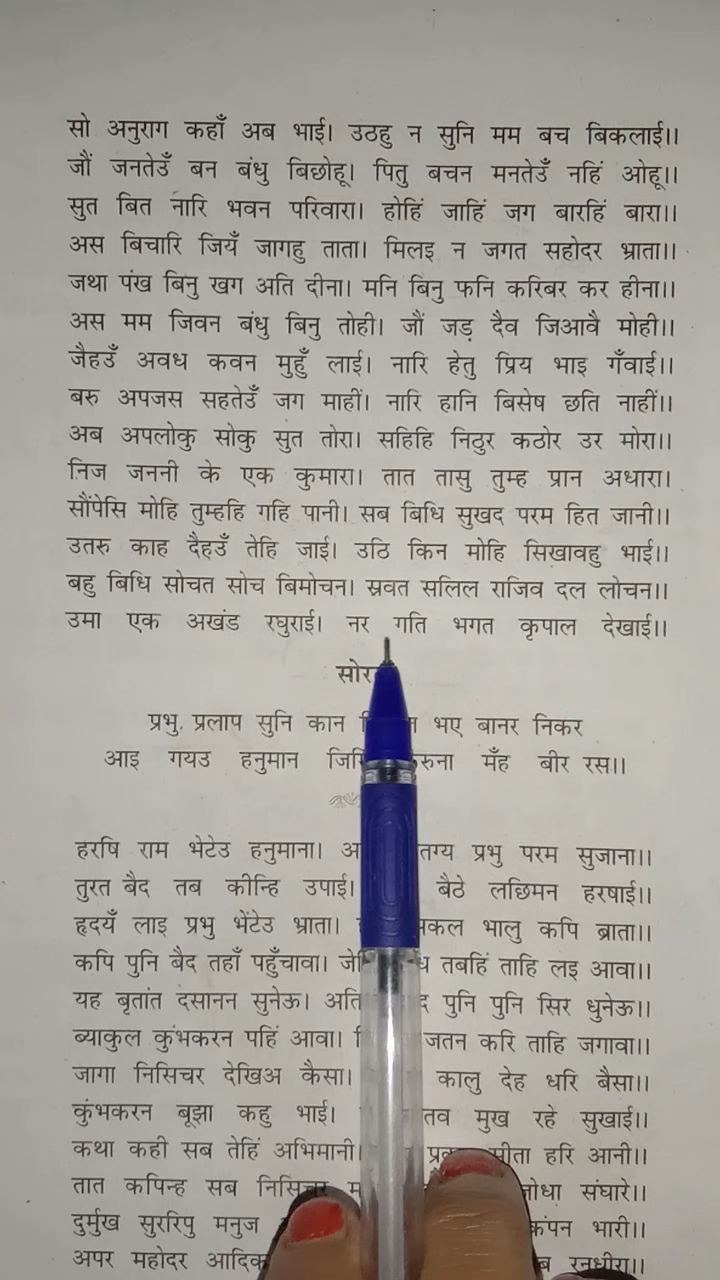 सो अनुराग कहाँ अब भाई। उठहु न सुनि मम बच बिकलाई।।
जौं जनतेउँ बन बंधु बिछोहू। पितु बचन मनतेउँ नहिं ओहू।।
सुत बित नारि भवन परिवारा। होहिं जाहिं जग बारहिं बारा।।
अस बिचारि जियँ जागहु ताता। मिलइ न जगत सहोदर भ्राता।।
जथा पंख बिनु खग अति दीना। मनि बिनु फनि करिबर कर हीना।।
अस मम जिवन बंधु बिनु तोही। जौं जड़ दैव जिआवै मोही।।
जैहउँ अवध कवन मुहुँ लाई। नारि हेतु प्रिय भाइ गँवाई।।
बरु अपजस सहतेउँ जग माहीं। नारि हानि बिसेष छति नाहीं।।
अब अपलोकु सोकु सुत तोरा। सहिहि निठुर कठोर उर मोरा।।
निज जननी के एक कुमारा। तात तासु तुम्ह प्रान अधारा।
सौंपेसि मोहि तुम्हहि गहि पानी। सब बिधि सुखद परम हित जानी।।
उतरु काह दैहउँ तेहि जाई। उठि किन मोहि सिखावहु भाई।।
बहु बिधि सोचत सोच बिमोचन। स्रवत सलिल राजिव दल लोचन।।
उमा एक अखंड रघुराई। नर गति भगत कृपाल देखाई।।
प्रभु. प्रलाप सुनि कान भए बानर निकर
आइ गयउ हनुमान मँह बीर रस।।
हरषि राम भेटेउ हनुमाना। प्रभु परम सुजाना।।
तुरत बैद तब कीन्हि उपाई। बैठे लछिमन हरषाई।।
हृदयँ लाइ प्रभु भेंटेउ भ्राता। भालु कपि ब्राता।।
कपि पुनि बैद तहाँ पहुँचावा। तबहिं ताहि लइ आवा।।
यह बृतांत दसानन सुनेऊ। पुनि पुनि सिर धुनेऊ।।
ब्याकुल कुंभकरन पहिं आवा। जतन करि ताहि जगावा।।
जागा निसिचर देखिअ कैसा। कालु देह धरि बैसा।।
कुंभकरन बूझा कहु भाई। तव मुख रहे सुखाई।।
कथा कही सब तेहिं अभिमानी। हरि आनी।।
तात कपिन्ह सब निसिचर संघारे।।
दुर्मुख सुररिपु मनुज भारी।।
अपर महोदर रनधीरा।।